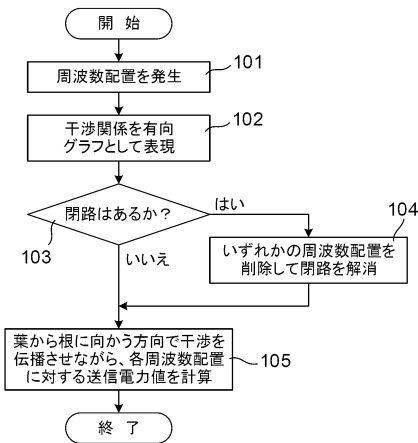 開 始
周波数配置を発生
101
干渉関係を有向
グラフとして表現
102
閉路はあるか？
はい
103
いいえ
104
いずれかの周波数配置を
削除して閉路を解消
葉から根に向かう方向で干渉を
伝播させながら、各周波数配置
に対する送信電力値を計算
105
終 了